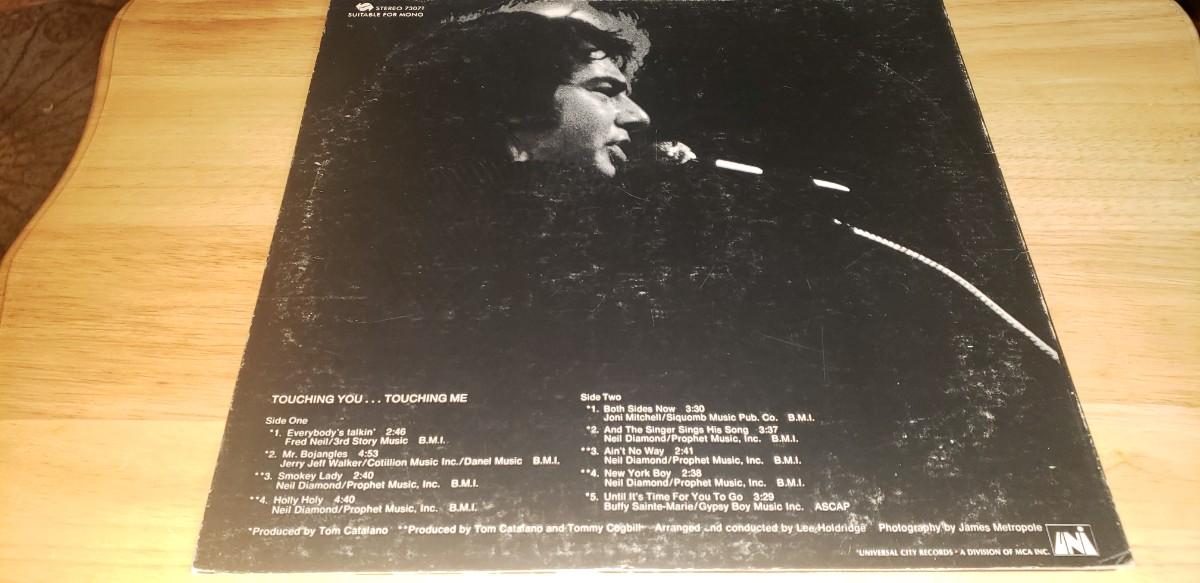 STEREO 73071
SUITABLE FOR MONO
TOUCHING YOU . . . TOUCHING ME
Side One
*1. Everybody's talkin' 2:46
Fred Neil/3rd Story Music B.M.I.
*2. Mr. Bojangles 4:53
Jerry Jeff Walker/Cotillion Music Inc./Danel Music B.M.I.
**3. Smokey Lady 2:40
Neil Diamond/Prophet Music, Inc. B.M.I.
**4. Holly Holy 4:40
Neil Diamond/Prophet Music, Inc. B.M.I.
Side Two
*1. Both Sides Now 3:30
Joni Mitchell/Siquomb Music Pub. Co. B.M.I.
*2. And The Singer Sings His Song 3:37
Neil Diamond/Prophet Music, Inc. B.M.I.
**3. Ain't No Way 2:41
Neil Diamond/Prophet Music, Inc. B.M.I.
**4. New York Boy 2:38
Neil Diamond/Prophet Music, Inc. B.M.I.
*5. Until It's Time For You To Go 3:29
Buffy Sainte-Marie/Gypsy Boy Music Inc. ASCAP
*Produced by Tom Catalano **Produced by Tom Catalano and Tommy Cogbill Arranged and conducted by Lee Holdridge Photography by James Metropole
UNI
*UNIVERSAL CITY RECORDS • A DIVISION OF MCA INC.